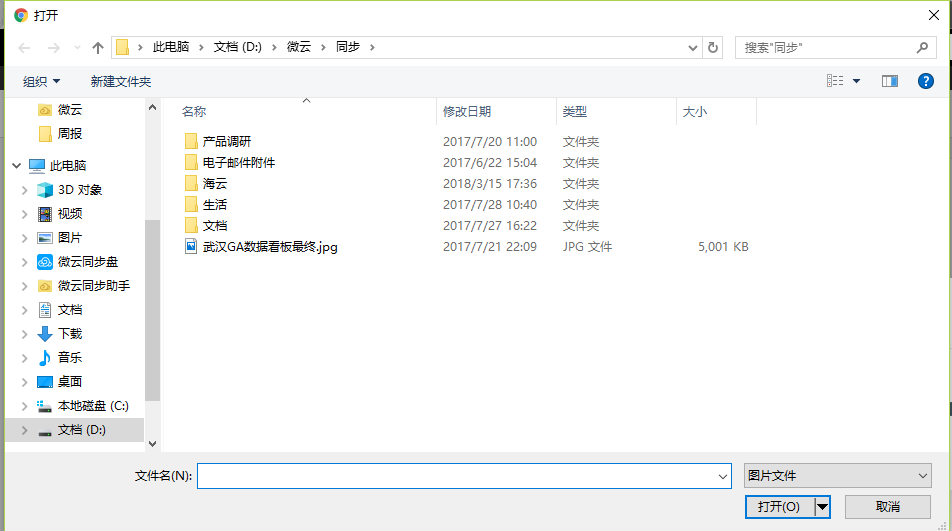 打开
此电脑 › 文档 (D:) › 微云 › 同步 ›
搜索"同步"
组织
新建文件夹
?
微云
周报
此电脑
3D 对象
视频
图片
微云同步盘
微云同步助手
文档
下载
音乐
桌面
本地磁盘 (C:)
文档 (D:)
名称 修改日期 类型 大小
产品调研 2017/7/20 11:00 文件夹
电子邮件附件 2017/6/22 15:04 文件夹
海云 2018/3/15 17:36 文件夹
生活 2017/7/28 10:40 文件夹
文档 2017/7/27 16:22 文件夹
武汉GA数据看板最终.jpg 2017/7/21 22:09 JPG 文件 5,001 KB
文件名(N):
图片文件
打开(O)
取消